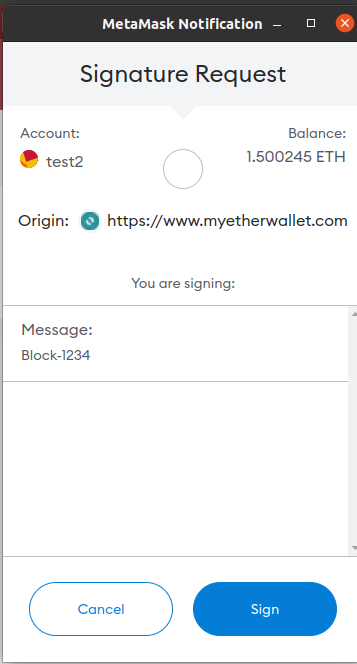 MetaMask Notification
Signature Request
Account:
Balance:
test2
1.500245 ETH
Origin: https://www.myetherwallet.com
You are signing:
Message:
Block-1234
Cancel
Sign